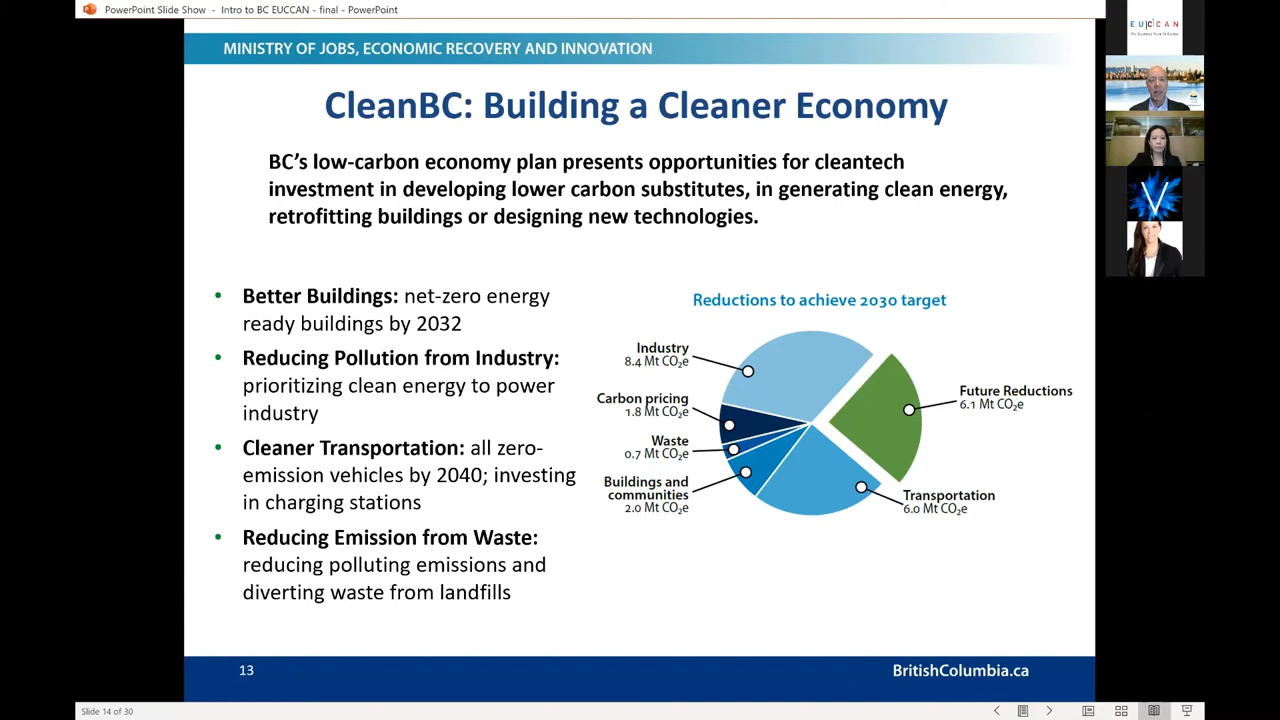 PowerPoint Slide Show - Intro to BC EUCCAN - final - PowerPoint
EUCCAN
MINISTRY OF JOBS, ECONOMIC RECOVERY AND INNOVATION
CleanBC: Building a Cleaner Economy
BC’s low-carbon economy plan presents opportunities for cleantech
investment in developing lower carbon substitutes, in generating clean energy,
retrofitting buildings or designing new technologies.
• Better Buildings: net-zero energy
ready buildings by 2032
• Reducing Pollution from Industry:
prioritizing clean energy to power
industry
• Cleaner Transportation: all zero-
emission vehicles by 2040; investing
in charging stations
• Reducing Emission from Waste:
reducing polluting emissions and
diverting waste from landfills
Reductions to achieve 2030 target
Industry
8.4 Mt CO₂e
Carbon pricing
1.8 Mt CO₂e
Waste
0.7 Mt CO₂e
Buildings and
communities
2.0 Mt CO₂e
Future Reductions
6.1 Mt CO₂e
Transportation
6.0 Mt CO₂e
V
13
BritishColumbia.ca
Slide 14 of 30